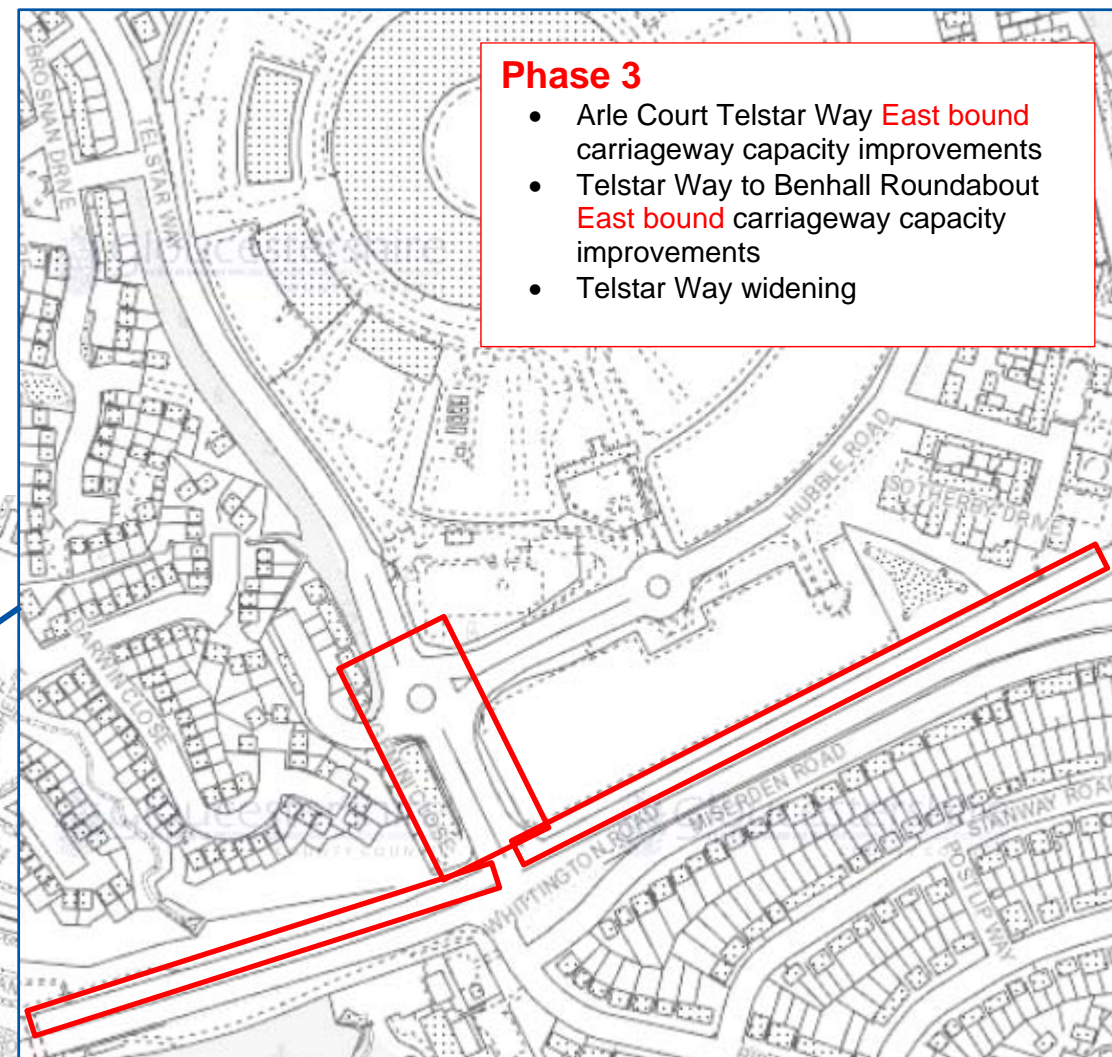 Phase 3
• Arle Court Telstar Way East bound
carriageway capacity improvements
• Telstar Way to Benhall Roundabout
East bound carriageway capacity
improvements
• Telstar Way widening
BROSNAN DRIVE
TELSTAR WAY
HUBBLE ROAD
SOTHERBY DRIVE
DARWIN CLOSE
MISERDEN ROAD
WHITTINGTON ROAD
STANWAY ROAD